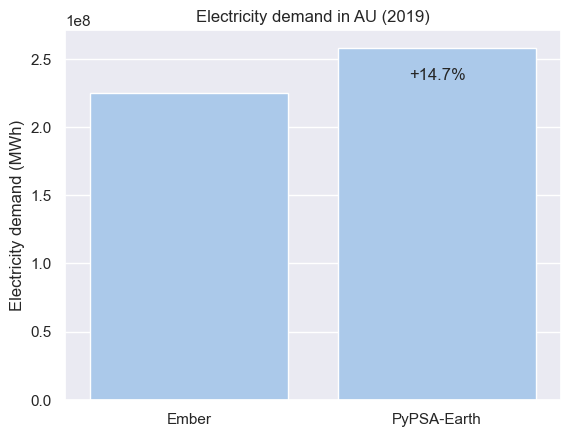 Electricity demand in AU (2019)
1e8
2.5
2.0
1.5
1.0
0.5
0.0
Electricity demand (MWh)
+14.7%
Ember
PyPSA-Earth